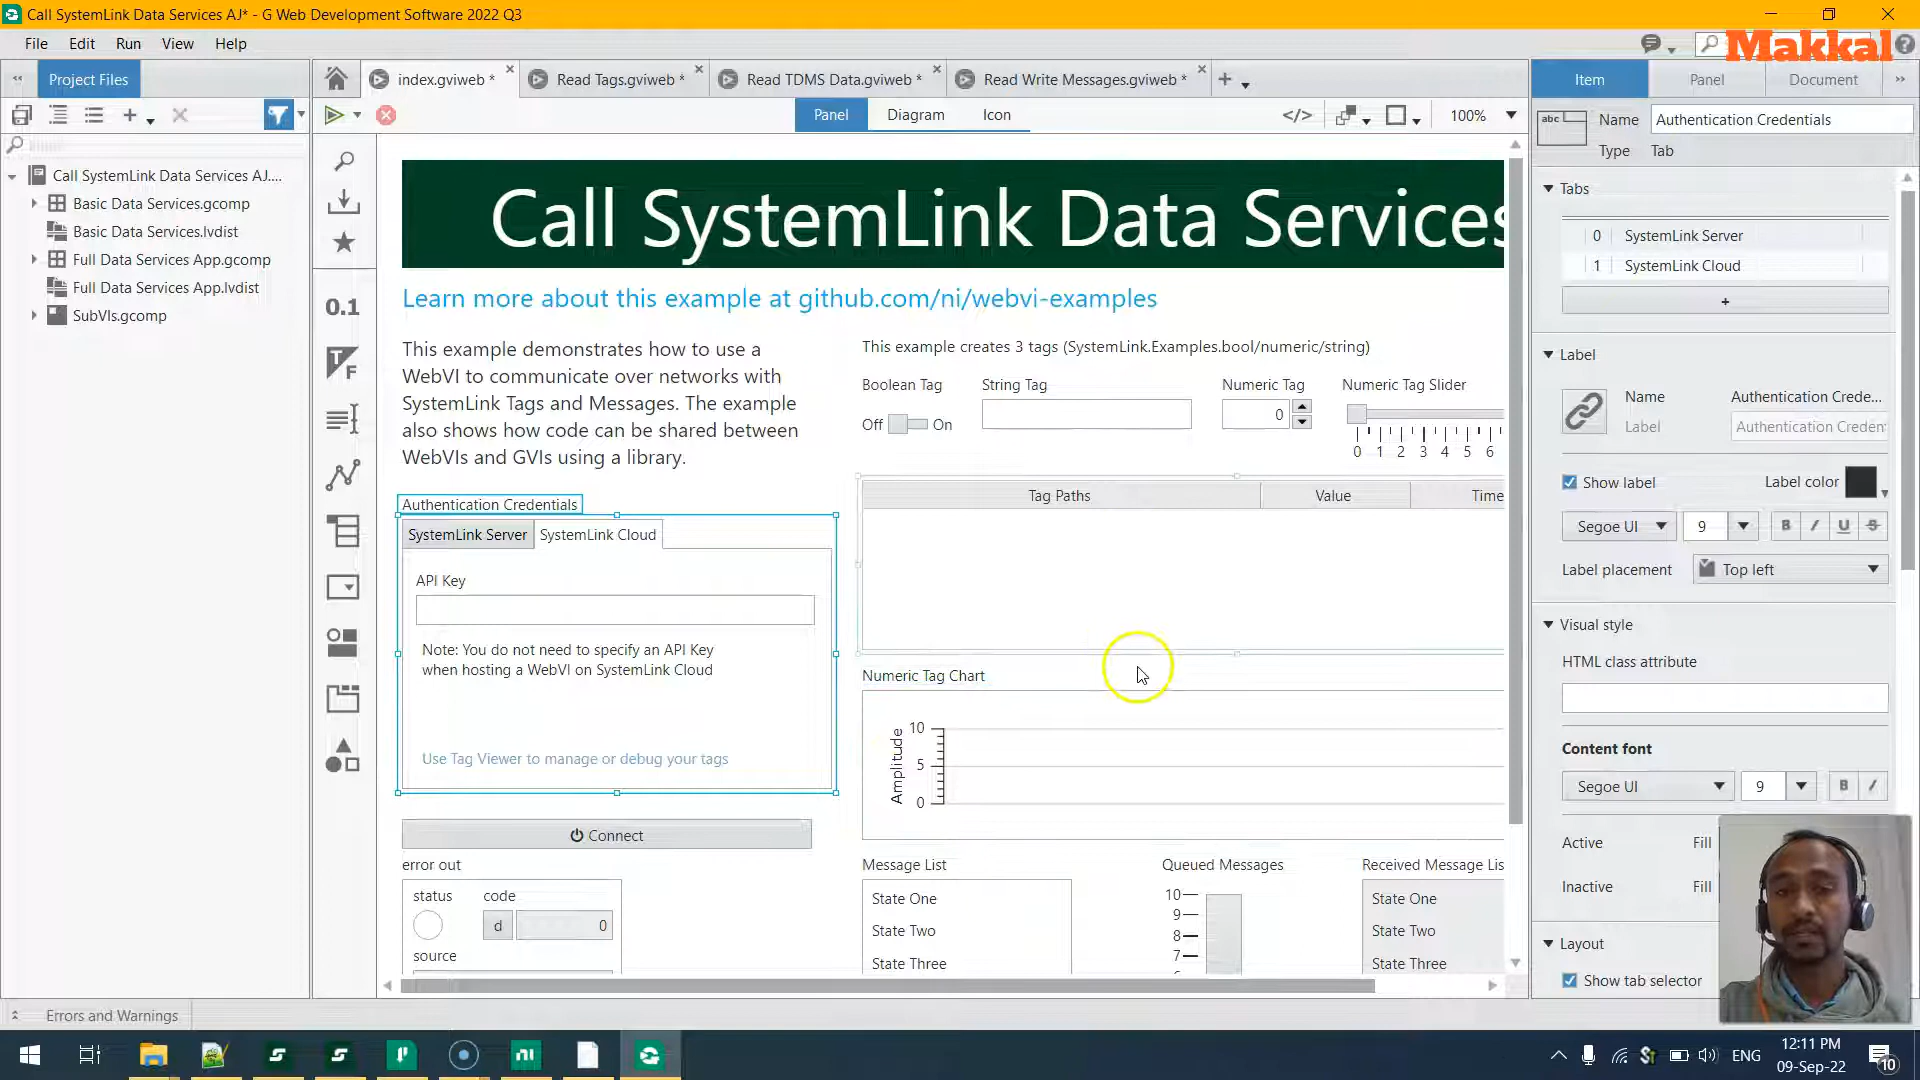 Call SystemLink Data Services AJ* - G Web Development Software 2022 Q3
File Edit Run View Help
Makkal
Project Files
index.gviweb *
Read Tags.gviweb *
Read TDMS Data.gviweb *
Read Write Messages.gviweb *
Item Panel Document
Panel Diagram Icon
100%
Name Authentication Credentials
Type Tab
Call SystemLink Data Services AJ....
Basic Data Services.gcomp
Basic Data Services.lvdist
Full Data Services App.gcomp
Full Data Services App.lvdist
SubVIs.gcomp
0.1
Call SystemLink Data Services
Learn more about this example at github.com/ni/webvi-examples
This example demonstrates how to use a
WebVI to communicate over networks with
SystemLink Tags and Messages. The example
also shows how code can be shared between
WebVIs and GVIs using a library.
This example creates 3 tags (SystemLink.Examples.bool/numeric/string)
Boolean Tag String Tag Numeric Tag Numeric Tag Slider
Off On
0
0 1 2 3 4 5 6
Tag Paths Value Time
Authentication Credentials
SystemLink Server SystemLink Cloud
API Key
Note: You do not need to specify an API Key
when hosting a WebVI on SystemLink Cloud
Use Tag Viewer to manage or debug your tags
Connect
error out
status code
d 0
source
Numeric Tag Chart
Amplitude
10
5
0
Message List
State One
State Two
State Three
Queued Messages
10
9
8
7
Received Message Lis
State One
State Two
State Three
Tabs
0 SystemLink Server
1 SystemLink Cloud
+
Label
Name Authentication Crede...
Label Authentication Creden
Show label Label color
Segoe UI 9 B I U S
Label placement Top left
Visual style
HTML class attribute
Content font
Segoe UI 9 B I
Active Fill
Inactive Fill
Layout
Show tab selector
Errors and Warnings
ENG
12:11 PM
09-Sep-22
10